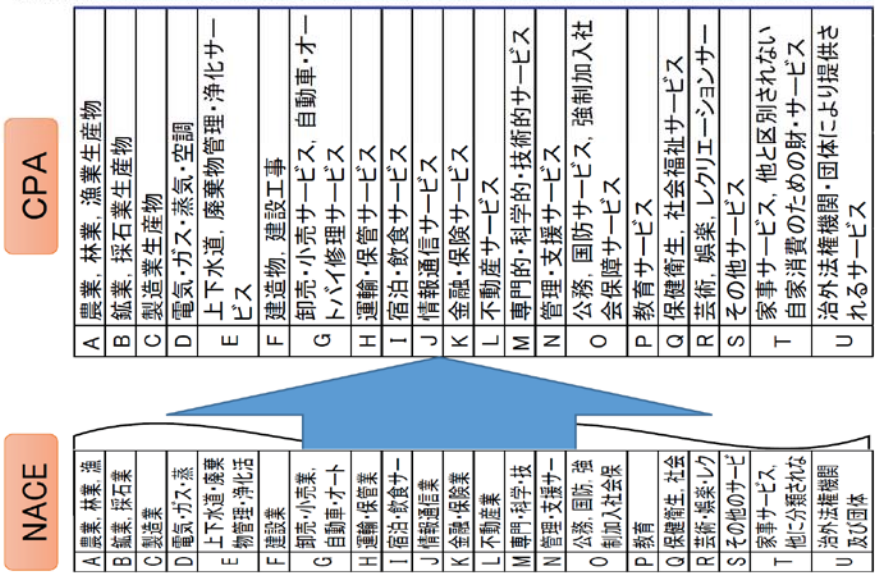 NACE
A 農業, 林業, 漁
B 鉱業, 採石業
C 製造業
D 電気・ガス・蒸
E 上下水道・廃棄
物管理・浄化活
F 建設業
G 卸売・小売業,
自動車・オート
H 運輸・保管業
I 宿泊・飲食サー
J 情報通信業
K 金融・保険業
L 不動産業
M 専門・科学・技
N 管理・支援サー
O 公務, 国防, 強
制加入社会保
P 教育
Q 保健衛生, 社会
R 芸術・娯楽・レク
S その他のサービ
T 家事サービス,
他に分類されな
U 治外法権機関
及び団体
CPA
A 農業, 林業, 漁業生産物
B 鉱業, 採石業生産物
C 製造業生産物
D 電気・ガス・蒸気・空調
E 上下水道, 廃棄物管理・浄化サー
ビス
F 建造物, 建設工事
G 卸売・小売サービス, 自動車・オー
トバイ修理サービス
H 運輸・保管サービス
I 宿泊・飲食サービス
J 情報通信サービス
K 金融・保険サービス
L 不動産サービス
M 専門的・科学的・技術的サービス
N 管理・支援サービス
O 公務, 国防サービス, 強制加入社
会保障サービス
P 教育サービス
Q 保健衛生, 社会福祉サービス
R 芸術, 娯楽, レクリエーションサー
S その他サービス
T 家事サービス, 他と区別されない
自家消費のための財・サービス
U 治外法権機関・団体により提供さ
れるサービス